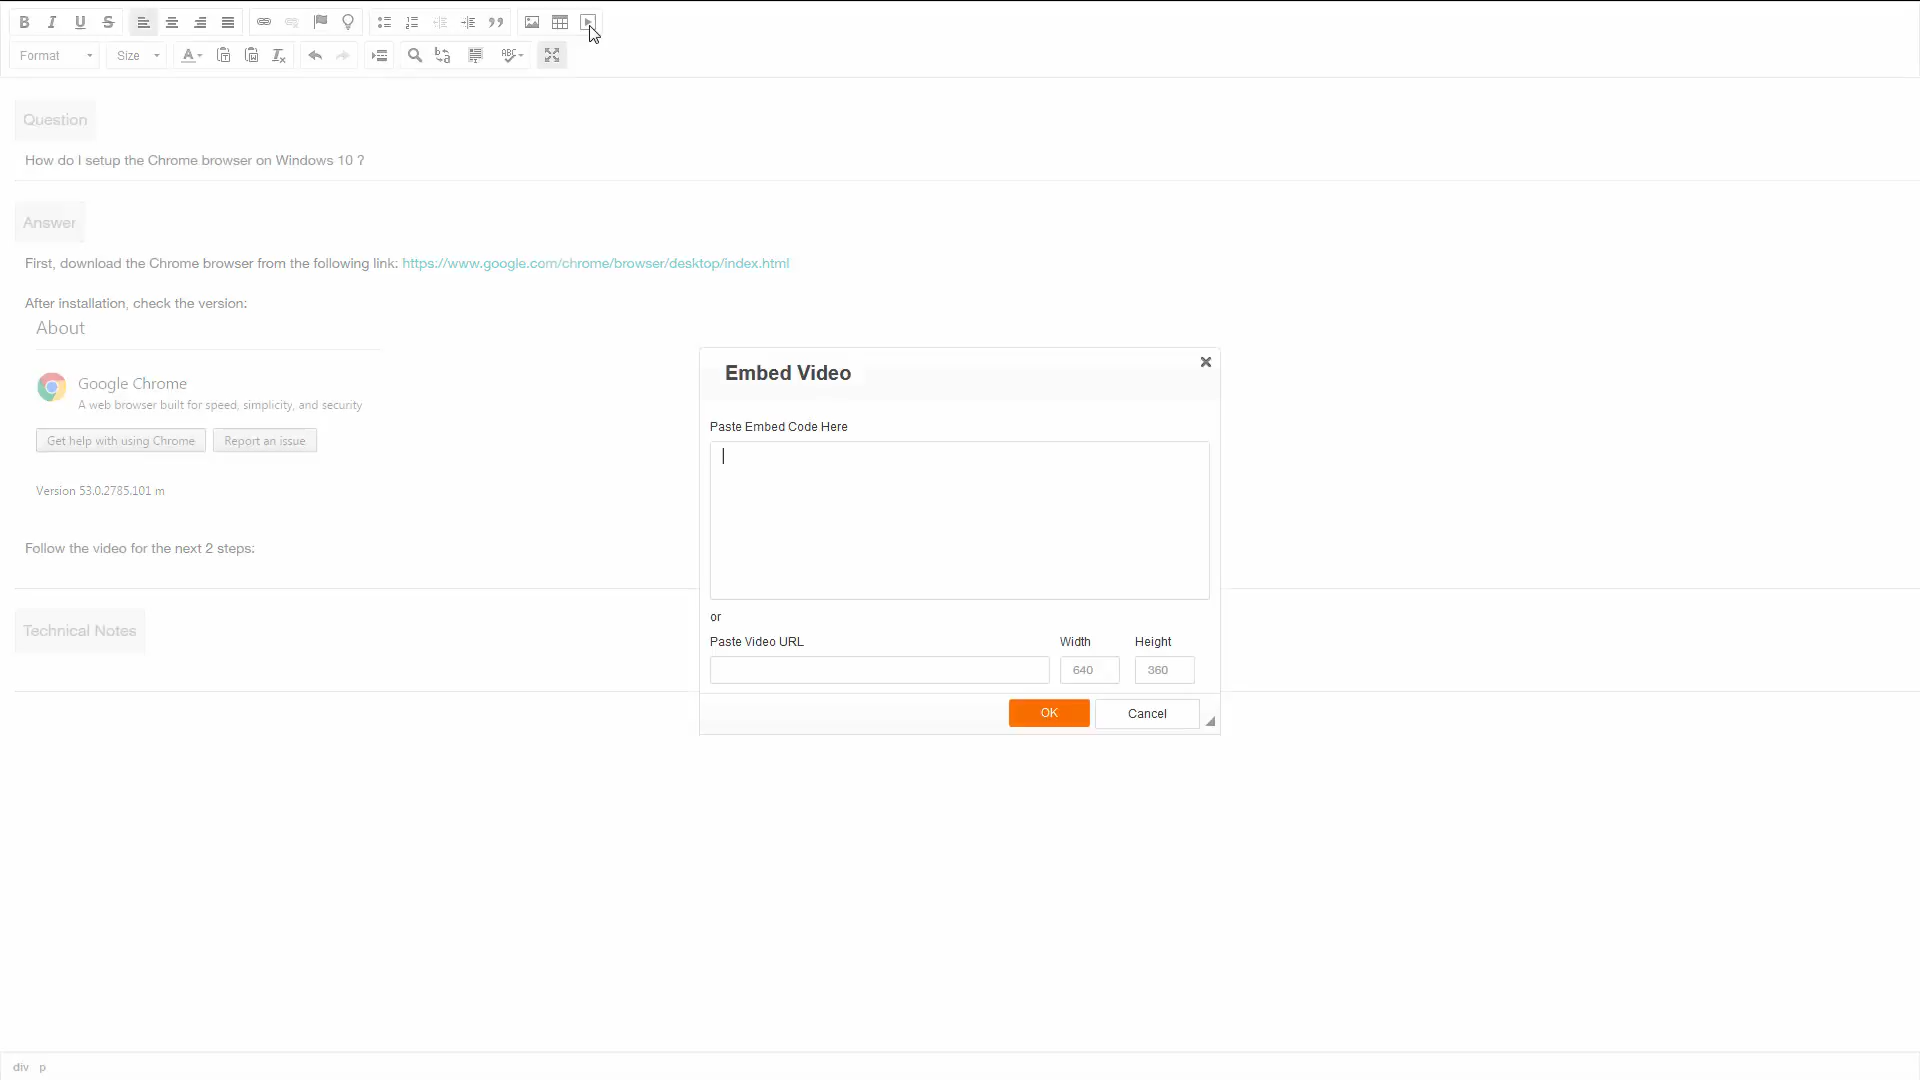 Format
Size
ABC
Question
How do I setup the Chrome browser on Windows 10 ?
Answer
First, download the Chrome browser from the following link: https://www.google.com/chrome/browser/desktop/index.html
After installation, check the version:
About
Google Chrome
A web browser built for speed, simplicity, and security
Get help with using Chrome
Report an issue
Version 53.0.2785.101 m
Follow the video for the next 2 steps:
Technical Notes
Embed Video
Paste Embed Code Here
or
Paste Video URL Width Height
640 360
OK Cancel
div p